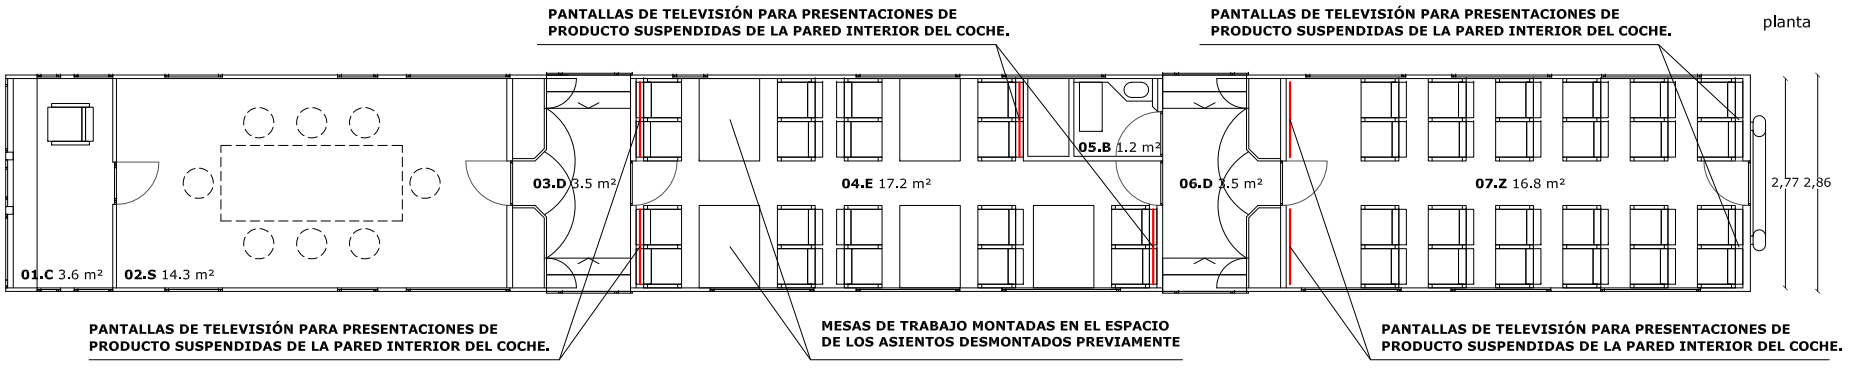 PANTALLAS DE TELEVISIÓN PARA PRESENTACIONES DE
PRODUCTO SUSPENDIDAS DE LA PARED INTERIOR DEL COCHE.
PANTALLAS DE TELEVISIÓN PARA PRESENTACIONES DE
PRODUCTO SUSPENDIDAS DE LA PARED INTERIOR DEL COCHE.
planta
05.B 1.2 m²
03.D 3.5 m²
04.E 17.2 m²
06.D 3.5 m²
07.Z 16.8 m²
2,77 2,86
01.C 3.6 m²
02.S 14.3 m²
PANTALLAS DE TELEVISIÓN PARA PRESENTACIONES DE
PRODUCTO SUSPENDIDAS DE LA PARED INTERIOR DEL COCHE.
MESAS DE TRABAJO MONTADAS EN EL ESPACIO
DE LOS ASIENTOS DESMONTADOS PREVIAMENTE
PANTALLAS DE TELEVISIÓN PARA PRESENTACIONES DE
PRODUCTO SUSPENDIDAS DE LA PARED INTERIOR DEL COCHE.